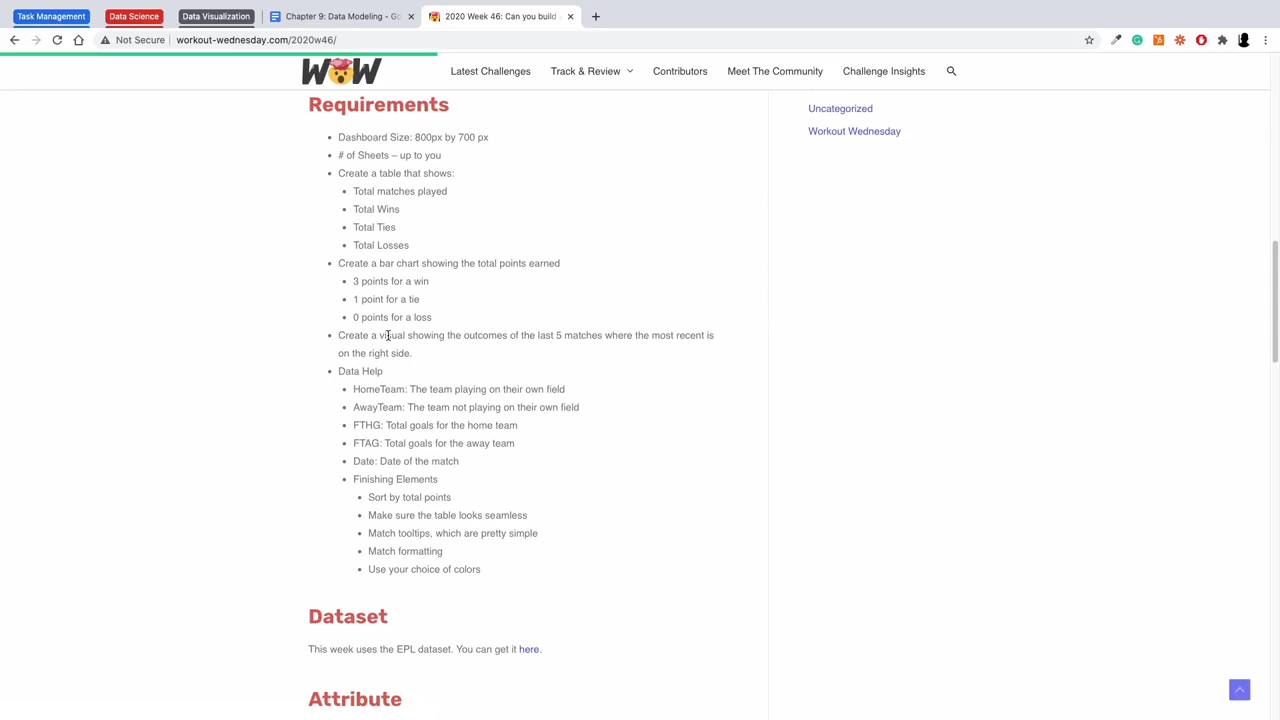 Task Management
Data Science
Data Visualization
Chapter 9: Data Modeling - Go
2020 Week 46: Can you build
Not Secure
workout-wednesday.com/2020w46/
WOW
Latest Challenges
Track & Review
Contributors
Meet The Community
Challenge Insights
Requirements
Dashboard Size: 800px by 700 px
# of Sheets – up to you
Create a table that shows:
Total matches played
Total Wins
Total Ties
Total Losses
Create a bar chart showing the total points earned
3 points for a win
1 point for a tie
0 points for a loss
Create a visual showing the outcomes of the last 5 matches where the most recent is
on the right side.
Data Help
HomeTeam: The team playing on their own field
AwayTeam: The team not playing on their own field
FTHG: Total goals for the home team
FTAG: Total goals for the away team
Date: Date of the match
Finishing Elements
Sort by total points
Make sure the table looks seamless
Match tooltips, which are pretty simple
Match formatting
Use your choice of colors
Dataset
This week uses the EPL dataset. You can get it here.
Attribute
Uncategorized
Workout Wednesday